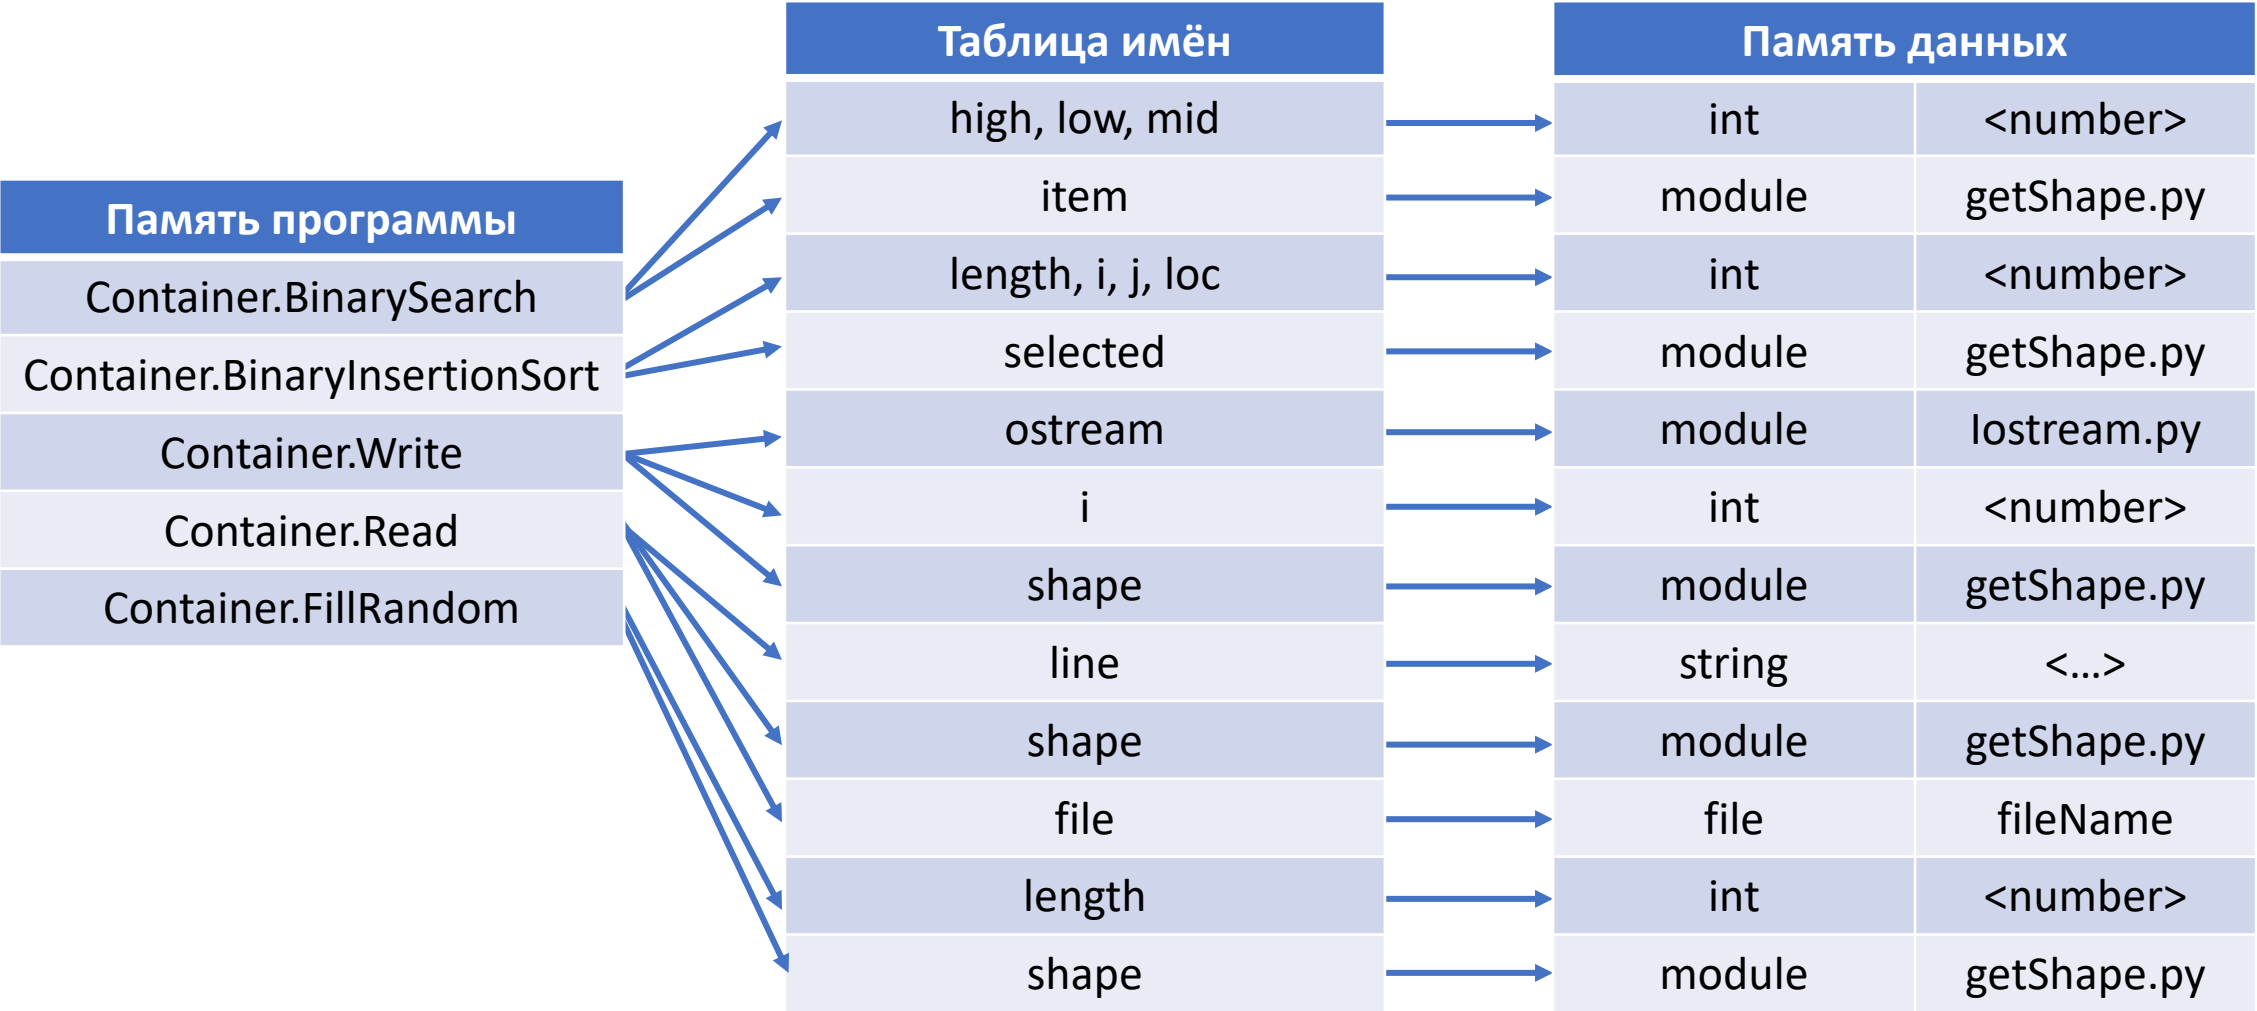 Память программы
Container.BinarySearch
Container.BinaryInsertionSort
Container.Write
Container.Read
Container.FillRandom
Таблица имён
high, low, mid
item
length, i, j, loc
selected
ostream
i
shape
line
shape
file
length
shape
Память данных
int <number>
module getShape.py
int <number>
module getShape.py
module Iostream.py
int <number>
module getShape.py
string <...>
module getShape.py
file fileName
int <number>
module getShape.py